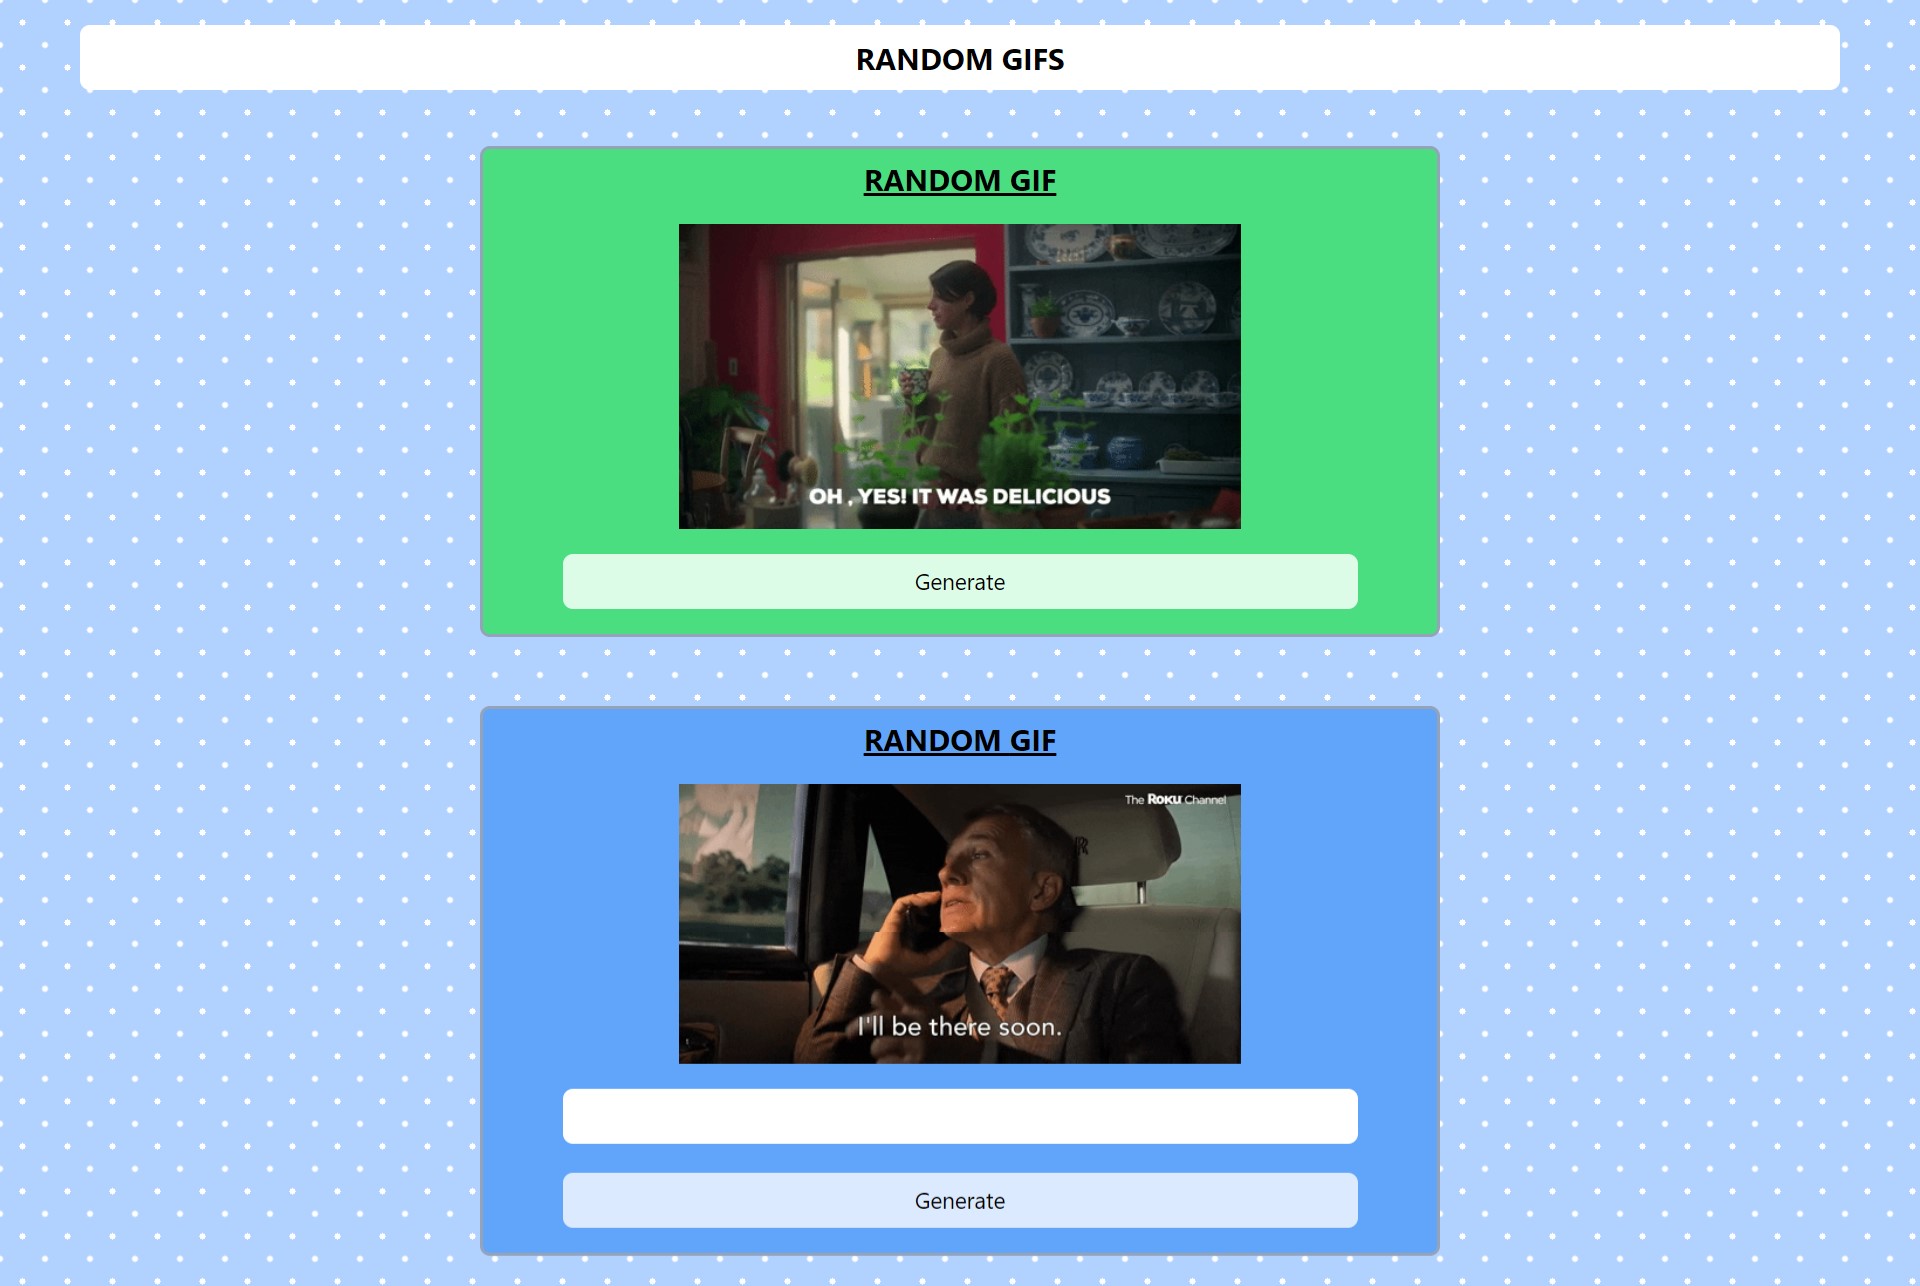 RANDOM GIFS
RANDOM GIF
OH , YES! IT WAS DELICIOUS
Generate
RANDOM GIF
The ROKU Channel
I'll be there soon.
Generate